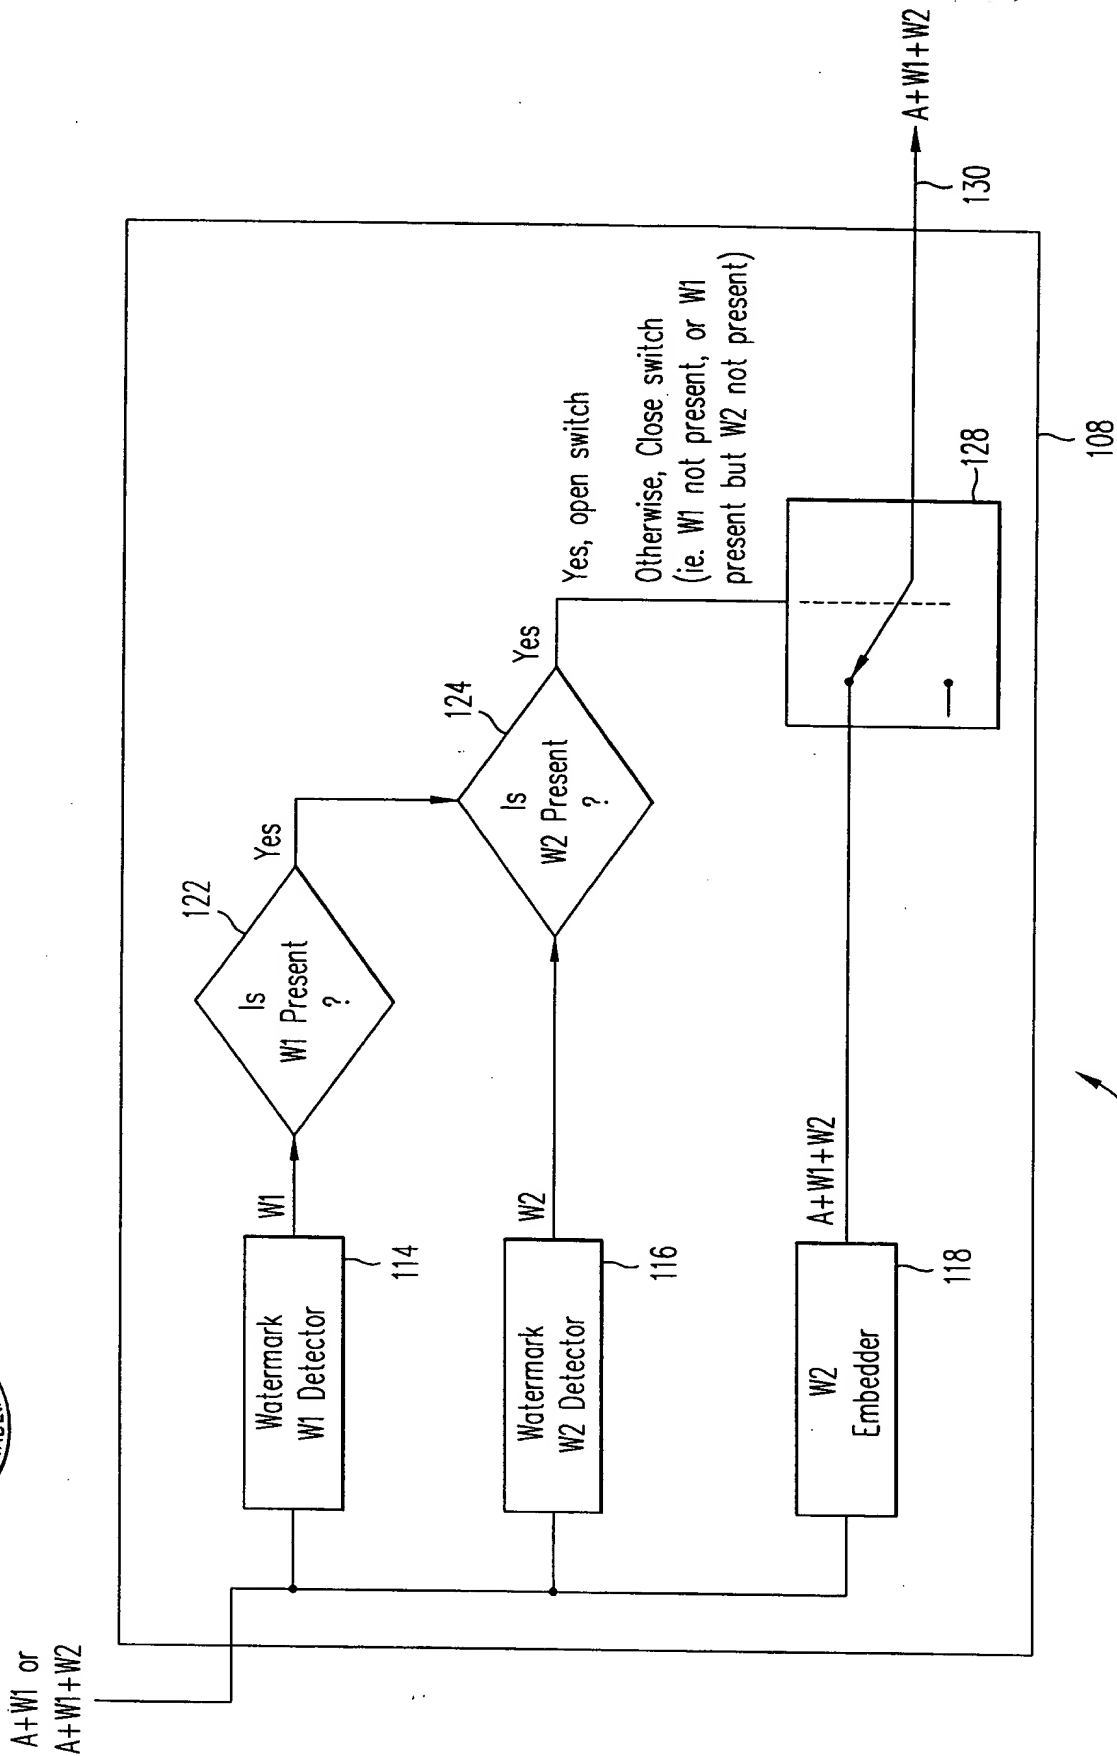 A+W1 or
A+W1+W2
Watermark
W1 Detector
114
W1
Is
W1 Present
?
122
Yes
Watermark
W2 Detector
116
W2
Is
W2 Present
?
124
Yes
Yes, open switch
Otherwise, Close switch
(ie. W1 not present, or W1
present but W2 not present)
W2
Embedder
118
A+W1+W2
128
108
130
A+W1+W2